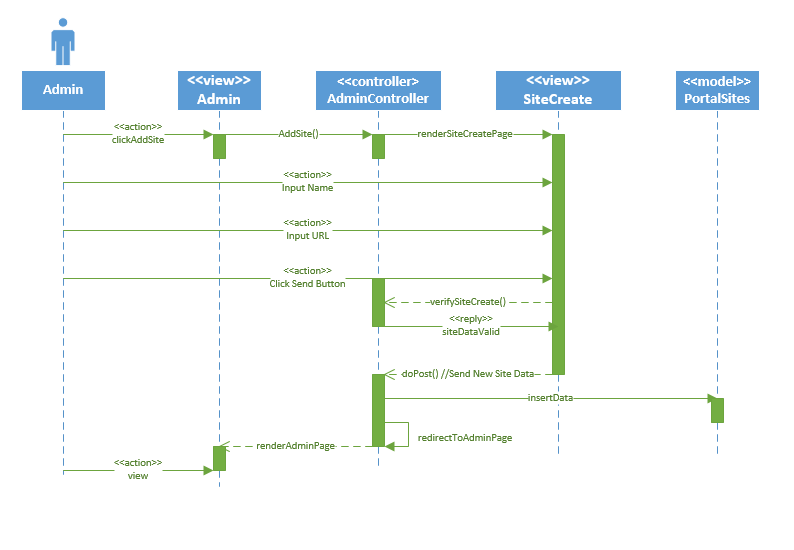 Admin
<<view>>
Admin
<<controller>
AdminController
<<view>>
SiteCreate
<<model>>
PortalSites
<<action>>
clickAddSite
AddSite()
renderSiteCreatePage
<<action>>
Input Name
<<action>>
Input URL
<<action>>
Click Send Button
verifySiteCreate()
<<reply>>
siteDataValid
doPost() //Send New Site Data
insertData
redirectToAdminPage
renderAdminPage
<<action>>
view